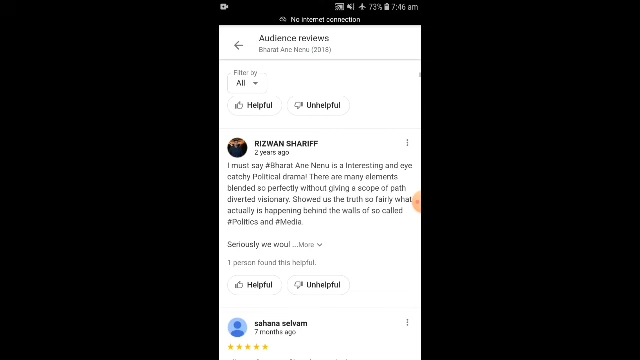 73% 7:46 am
No internet connection
Audience reviews
Bharat Ane Nenu (2018)
Filter by
All
Helpful Unhelpful
RIZWAN SHARIFF
2 years ago
I must say #Bharat Ane Nenu is a Interesting and eye
catchy Political drama! There are many elements
blended so perfectly without giving a scope of path
diverted visionary. Showed us the truth so fairly what
actually is happening behind the walls of so called
#Politics and #Media.
Seriously we woul ...More
1 person found this helpful.
Helpful Unhelpful
sahana selvam
7 months ago